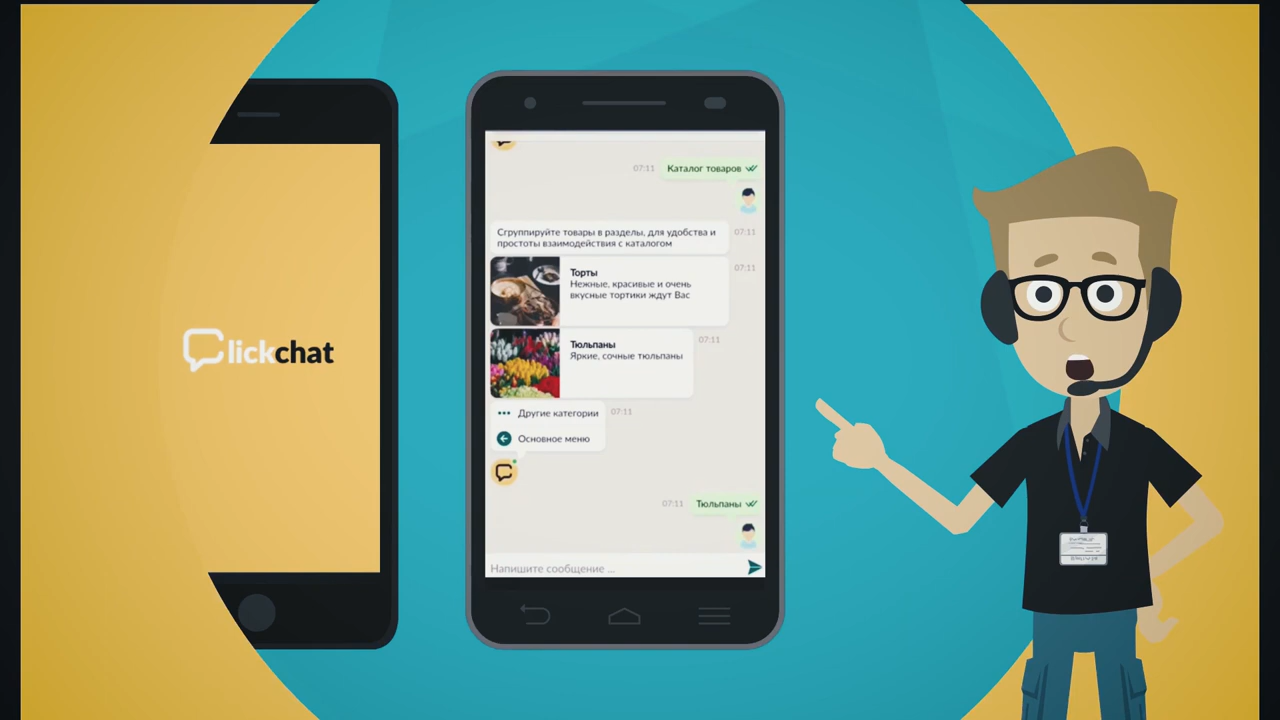 Clickchat
07:11 Каталог товаров
Сгруппируйте товары в разделы, для удобства и 07:11
простоты взаимодействия с каталогом
Торты 07:11
Нежные, красивые и очень
вкусные тортики ждут Вас
Тюльпаны 07:11
Яркие, сочные тюльпаны
Другие категории 07:11
Основное меню
07:11 Тюльпаны
Напишите сообщение ...